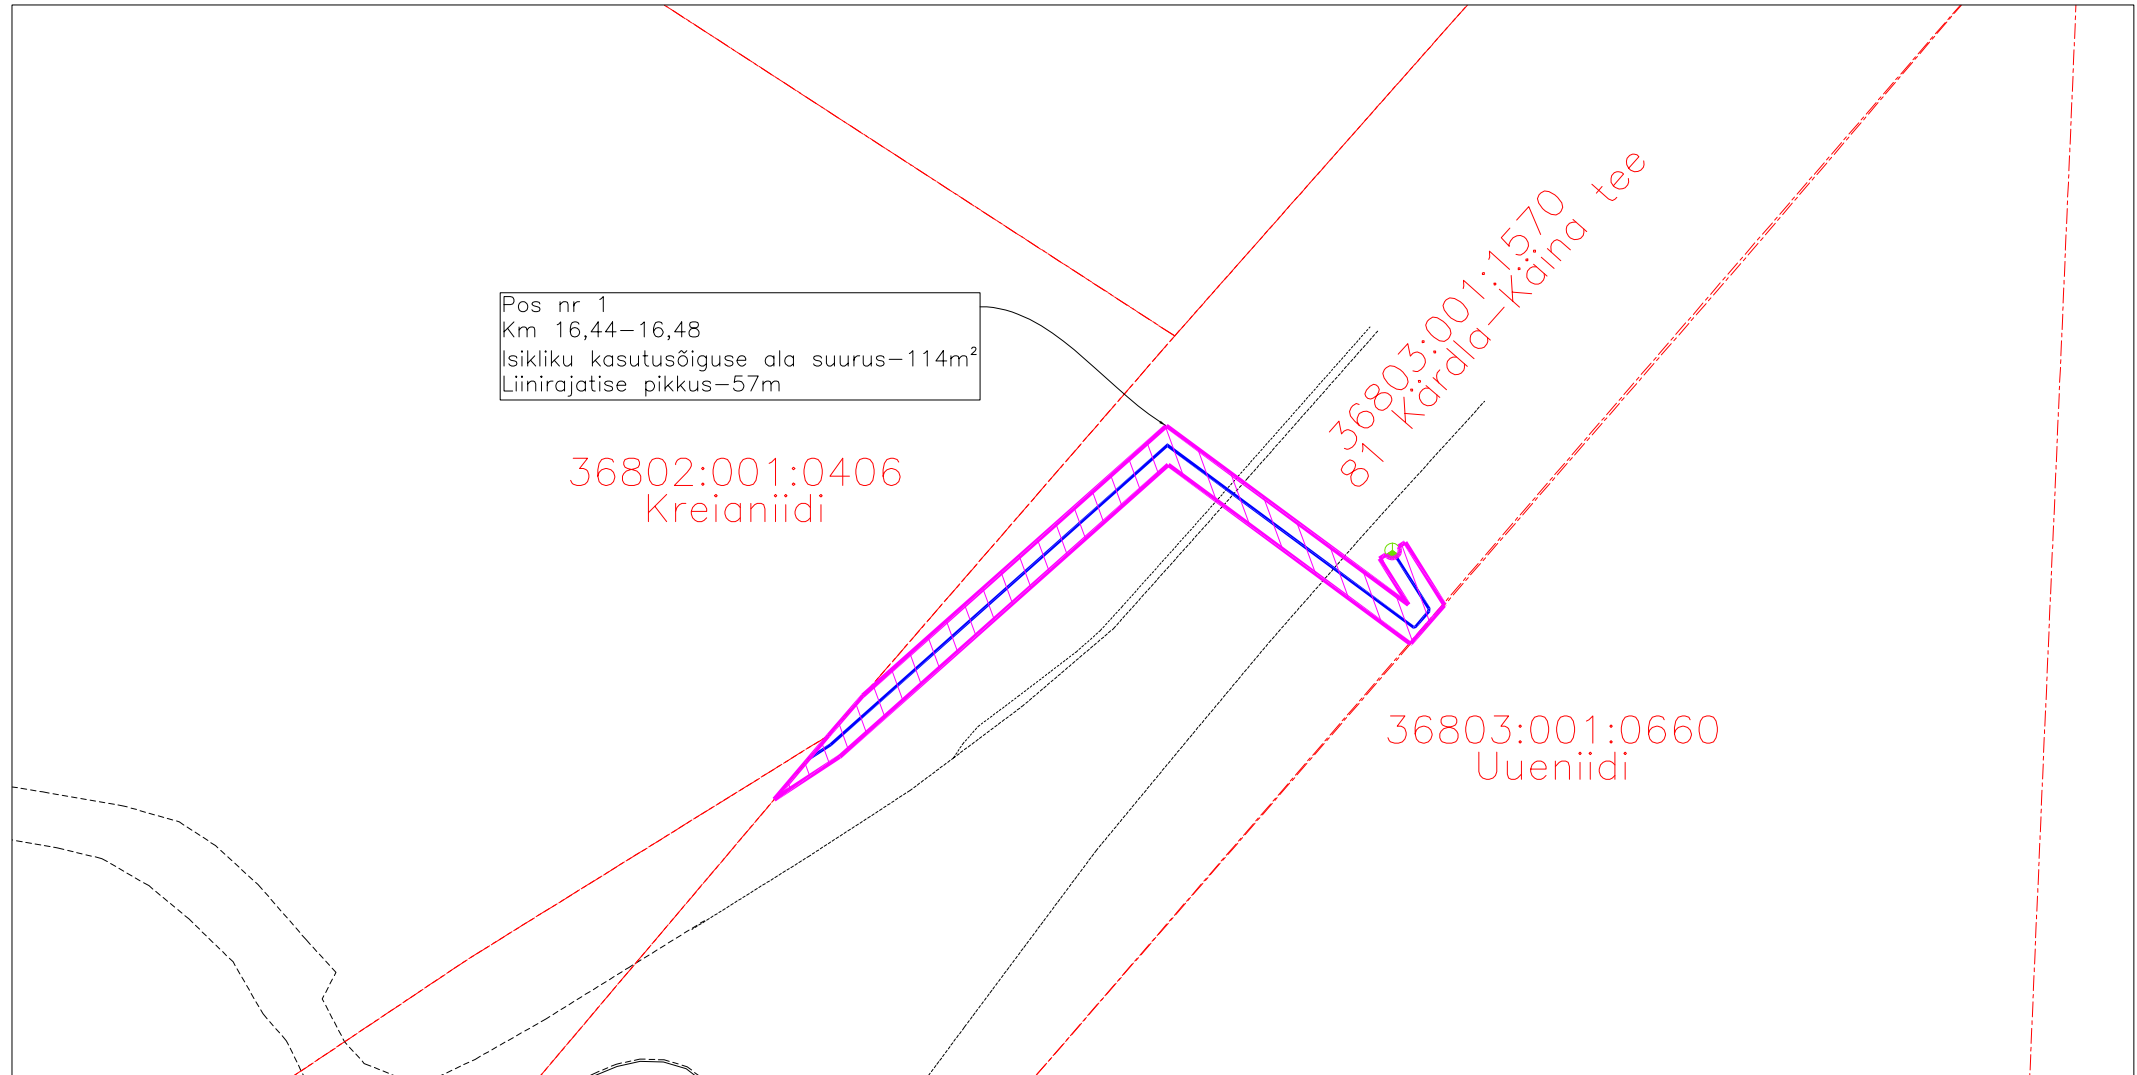 Pos nr 1
Km 16,44-16,48
Isikliku kasutusõiguse ala suurus-114m²
Liinirajatise pikkus-57m
36802:001:0406
Kreianiidi
36803:001:1570
81 Kärdla-Käina tee
36803:001:0660
Uueniidi